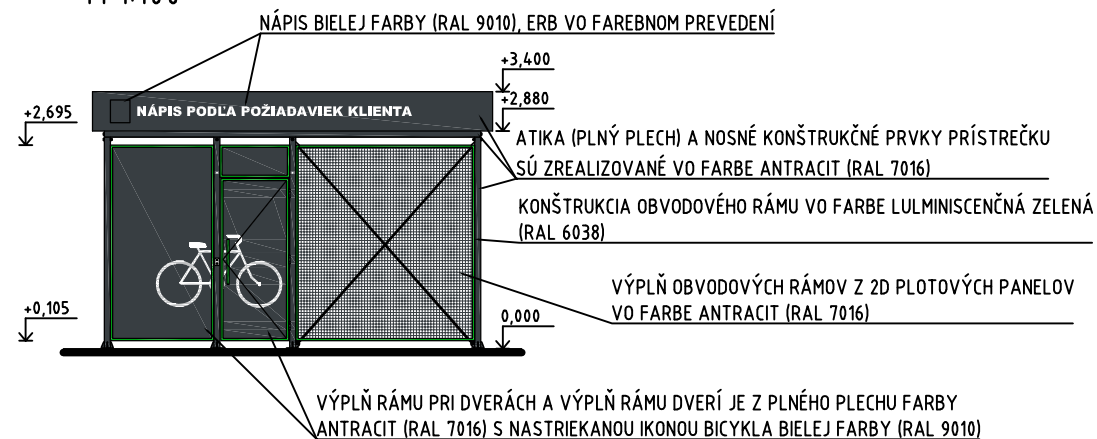 NÁPIS BIELEJ FARBY (RAL 9010), ERB VO FAREBNOM PREVEDENÍ
+3,400
+2,880
+2,695
NÁPIS PODĽA POŽIADAVIEK KLIENTA
ATIKA (PLNÝ PLECH) A NOSNÉ KONŠTRUKČNÉ PRVKY PRÍSTREČKU
SÚ ZREALIZOVANÉ VO FARBE ANTRACIT (RAL 7016)
KONŠTRUKCIA OBVODOVÉHO RÁMU VO FARBE LULMINISCENČNÁ ZELENÁ
(RAL 6038)
VÝPLŇ OBVODOVÝCH RÁMOV Z 2D PLOTOVÝCH PANELOV
VO FARBE ANTRACIT (RAL 7016)
+0,105
0,000
VÝPLŇ RÁMU PRI DVERÁCH A VÝPLŇ RÁMU DVERÍ JE Z PLNÉHO PLECHU FARBY
ANTRACIT (RAL 7016) S NASTRIEKANOU IKONOU BICYKLA BIELEJ FARBY (RAL 9010)